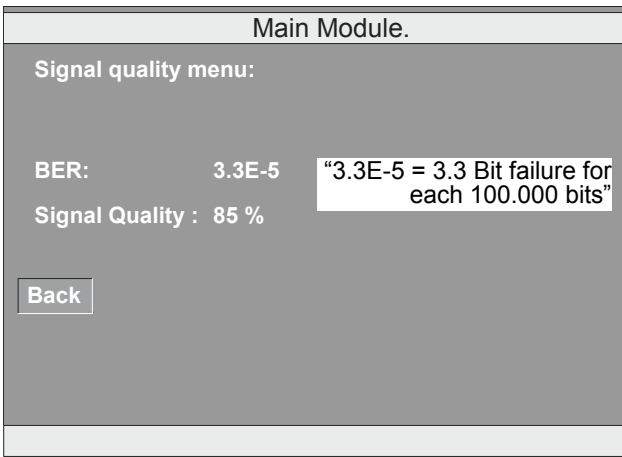 Main Module.
Signal quality menu:
BER: 3.3E-5 “3.3E-5 = 3.3 Bit failure for
each 100.000 bits”
Signal Quality : 85 %
Back